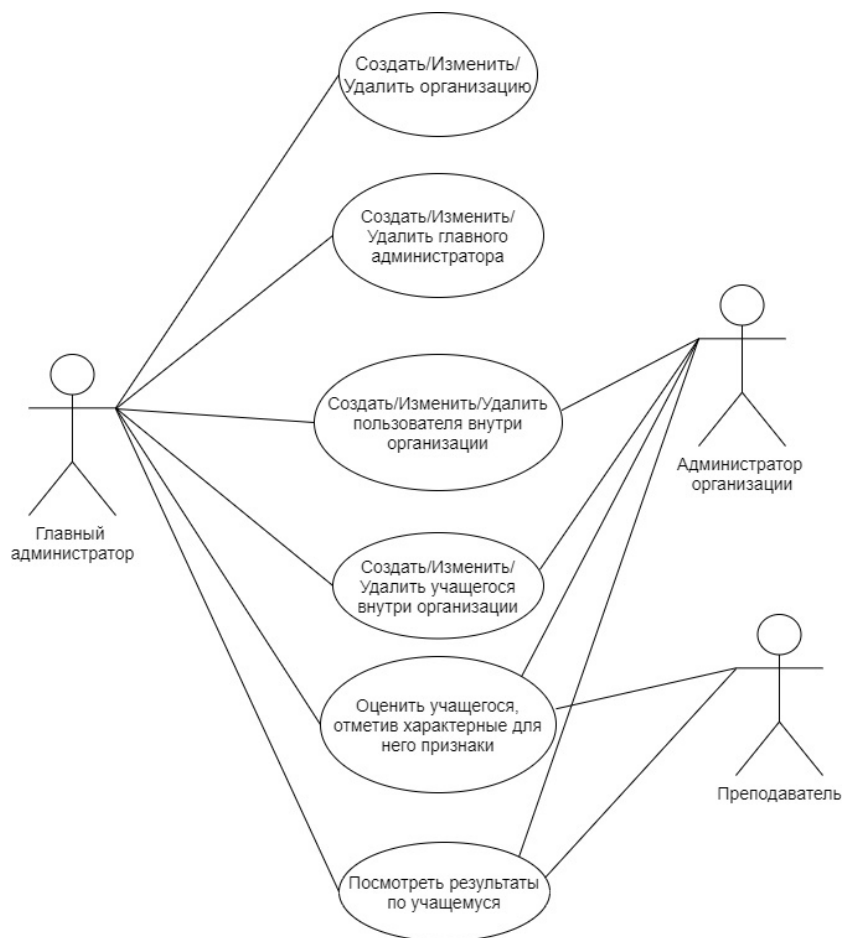 Создать/Изменить/
Удалить организацию
Создать/Изменить/
Удалить главного
администратора
Создать/Изменить/Удалить
пользователя внутри
организации
Администратор
организации
Главный
администратор
Создать/Изменить/
Удалить учащегося
внутри организации
Оценить учащегося,
отметив характерные для
него признаки
Преподаватель
Посмотреть результаты
по учащемуся